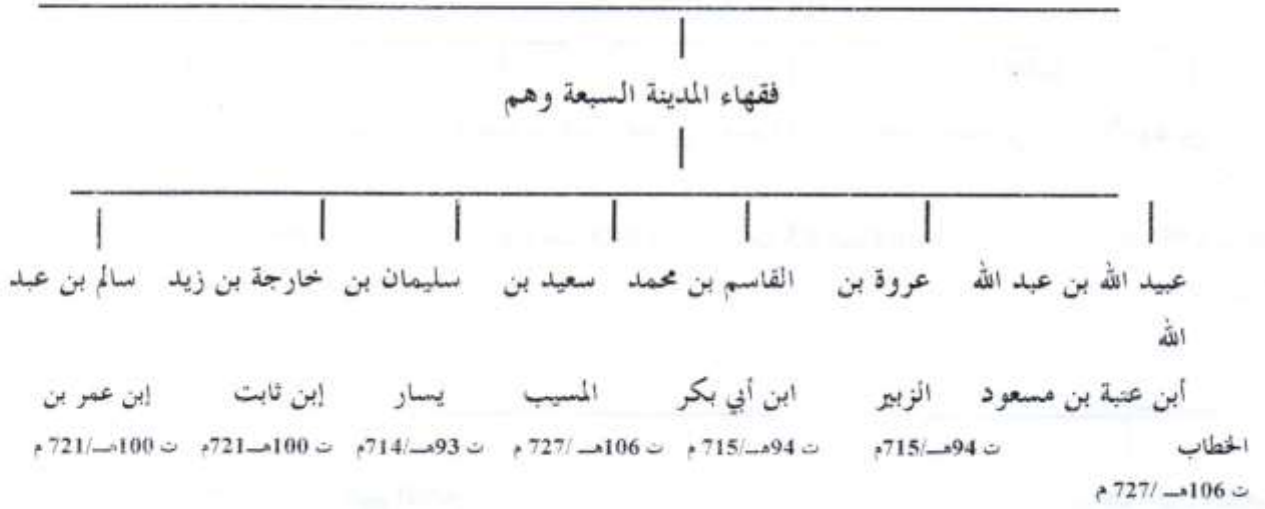 فقهاء المدينة السبعة وهم
عبيد الله بن عبد الله عروة بن القاسم بن محمد سعيد بن سليمان بن خارجة بن زيد سالم بن عبد
الله
أبن عتبة بن مسعود الزبير ابن أبي بكر المسيب يسار إبن ثابت إبن عمر بن
الخطاب ت 94هـ/715م ت 94هـ/715 م ت 106هـ /727 م ت 93هـ/714م ت 100هـ721م ت 100هـ/721 م
ت 106هـ /727 م